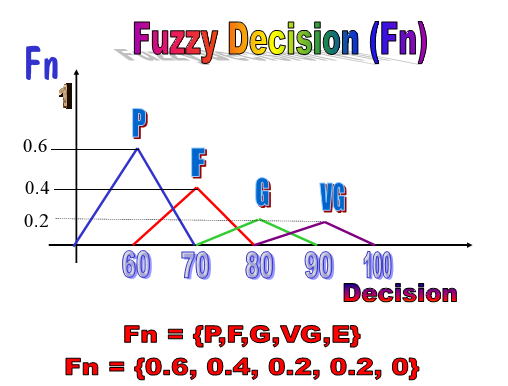 Fuzzy Decision (Fn)
Fn
1
P
0.6
F
0.4
G
VG
0.2
60 70 80 90 100
Decision
Fn = {P,F,G,VG,E}
Fn = {0.6, 0.4, 0.2, 0.2, 0}